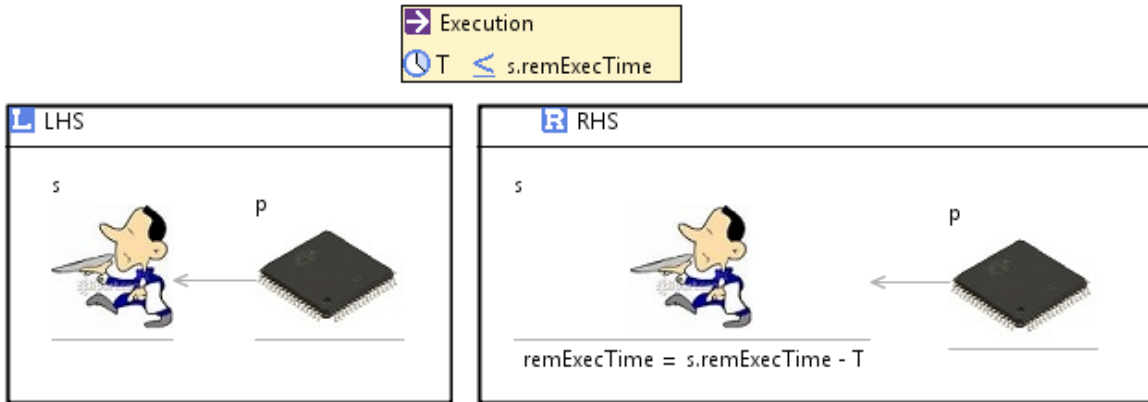 Execution
T ≤ s.remExecTime
L LHS
R RHS
s
p
s
p
remExecTime = s.remExecTime - T